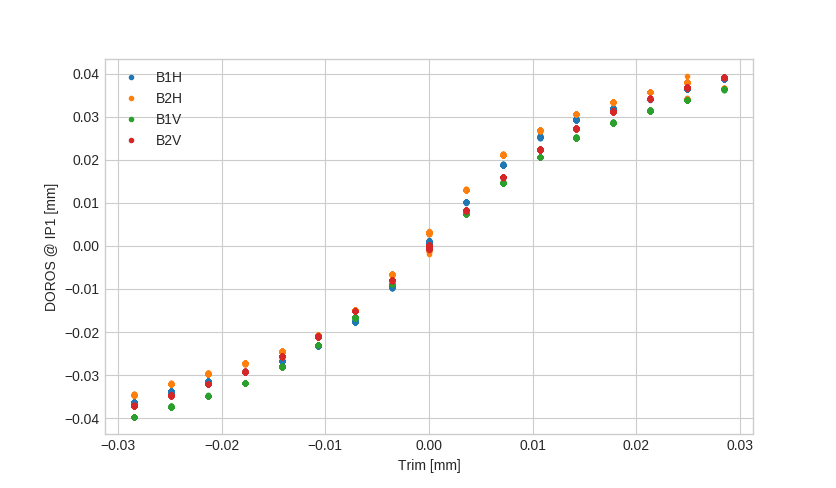 B1H
B2H
B1V
B2V
0.04
0.03
0.02
0.01
0.00
−0.01
−0.02
−0.03
−0.04
DOROS @ IP1 [mm]
−0.03 −0.02 −0.01 0.00 0.01 0.02 0.03
Trim [mm]